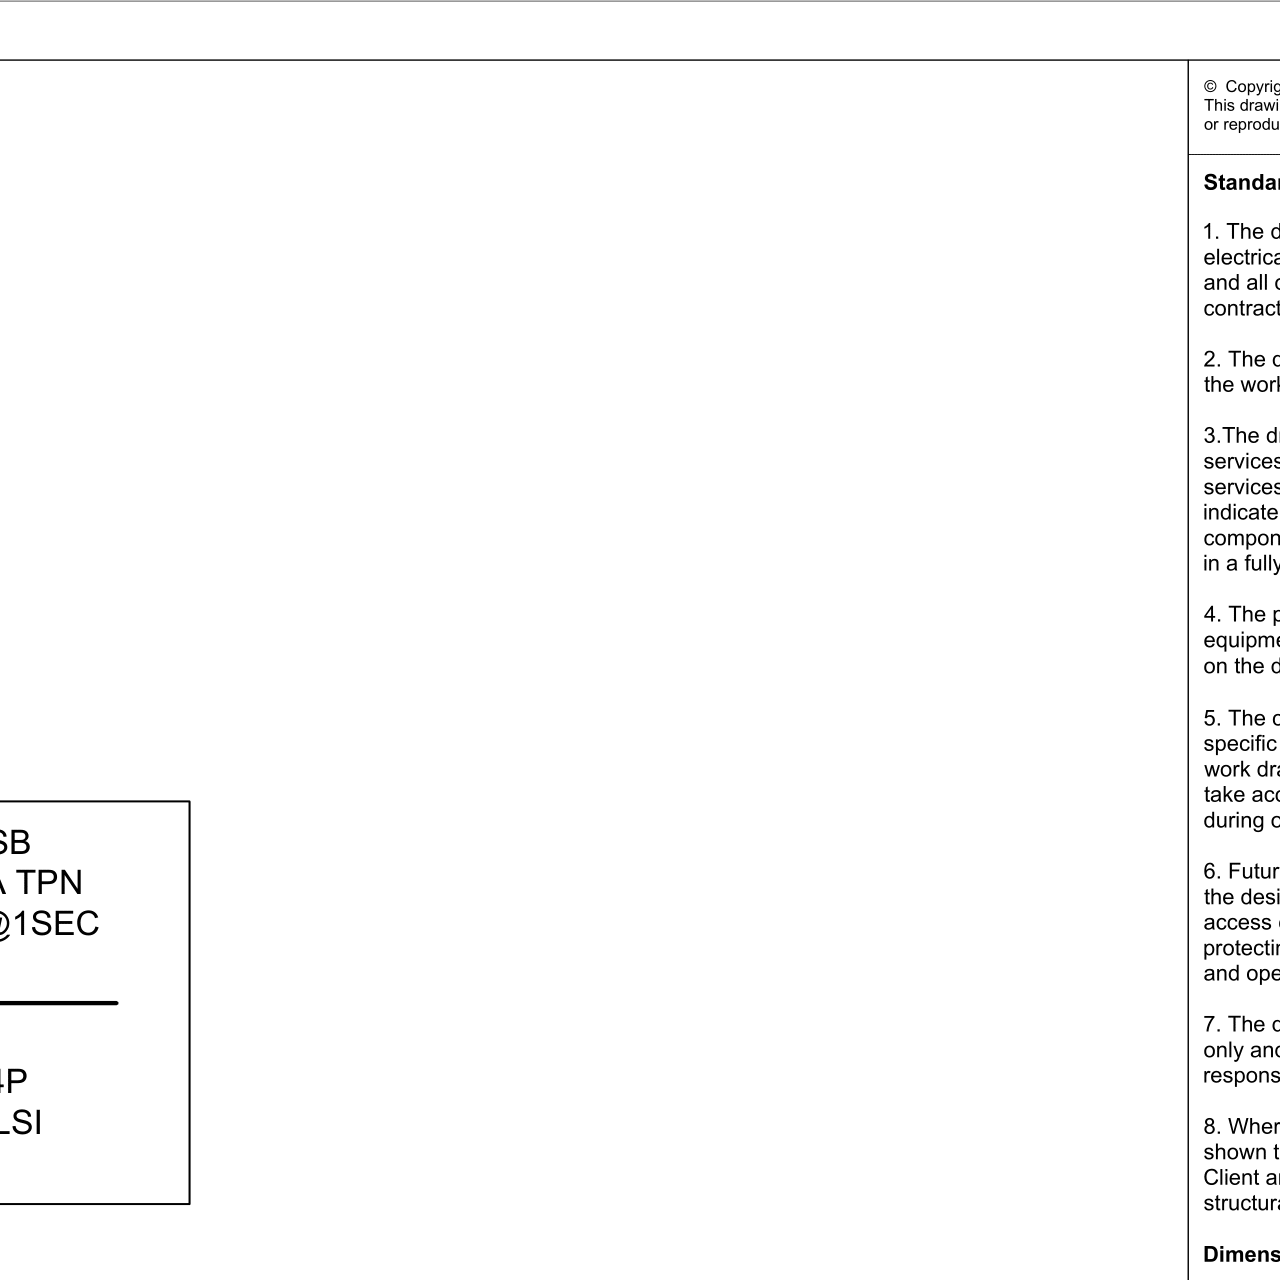 © Copyrig
This drawi
or reprodu
Standar
1. The d
electrica
and all c
contract
2. The d
the work
3.The dr
services
services
indicate
compon
in a fully
4. The p
equipme
on the d
5. The c
specific
work dra
take acc
during c
6. Futur
the desi
access
protectin
and ope
7. The d
only and
respons
8. Wher
shown t
Client ar
structura
Dimens
SB
A TPN
@1SEC
4P
LSI